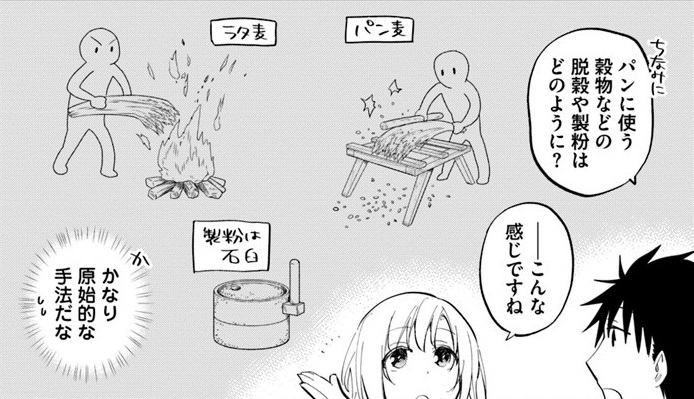 ちなみに
パンに使う
穀物などの
脱穀や製粉は
どのように?
パン麦
ラタ麦
――こんな
感じですね
製粉は
石臼
か
かなり
原始的な
手法だな